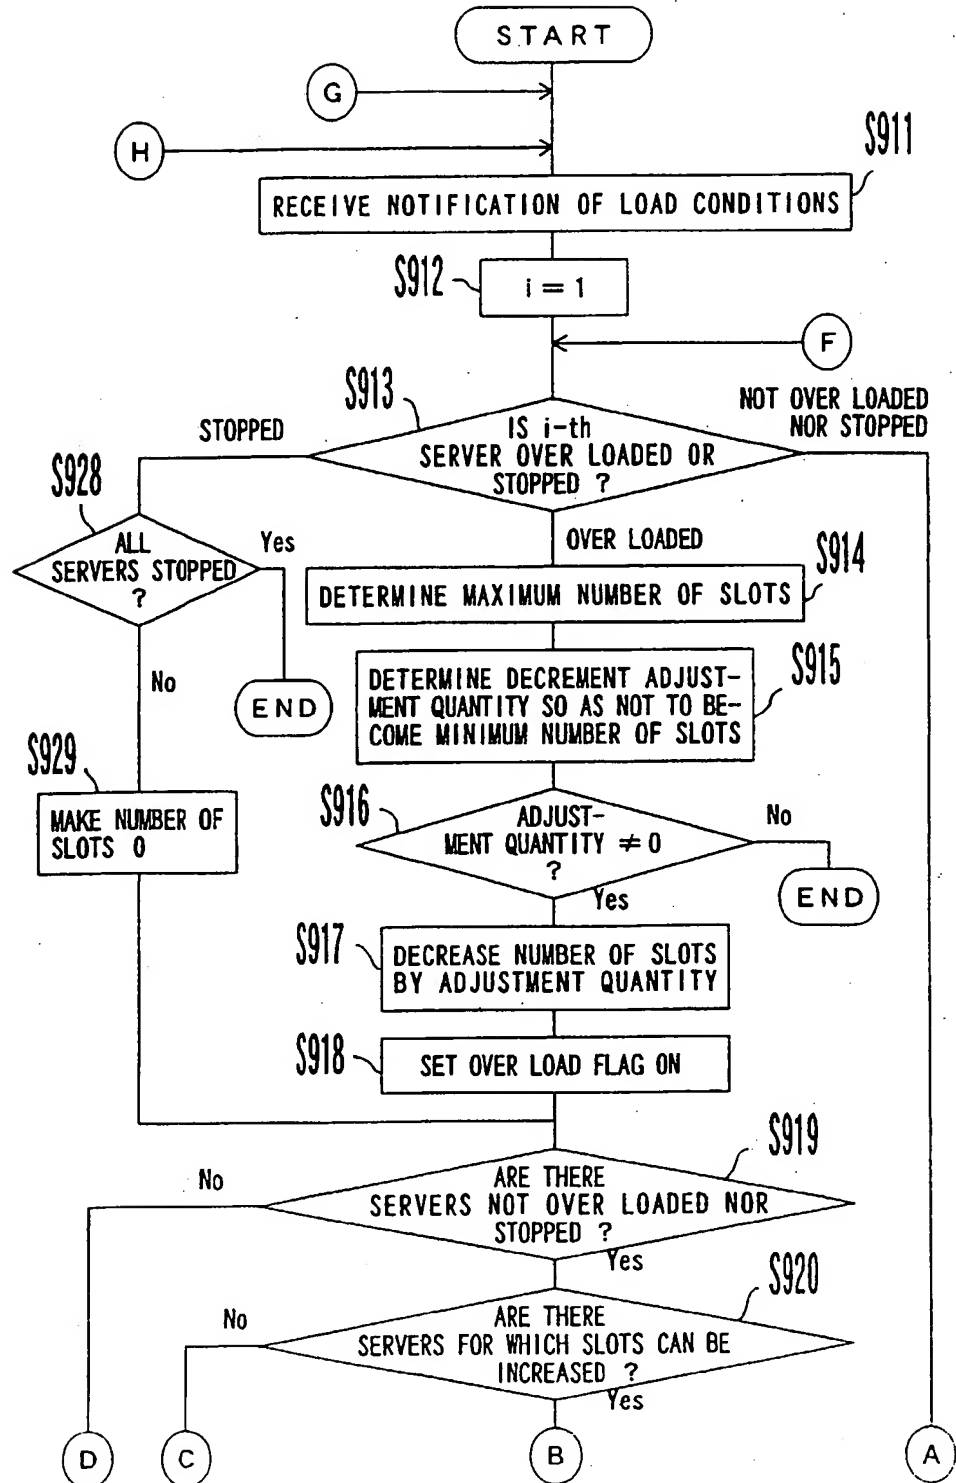 START
G
H
S911
RECEIVE NOTIFICATION OF LOAD CONDITIONS
S912
i = 1
F
S913
NOT OVER LOADED
NOR STOPPED
STOPPED
IS i-th
SERVER OVER LOADED OR
STOPPED ?
S928
ALL
SERVERS STOPPED
?
Yes
OVER LOADED
S914
DETERMINE MAXIMUM NUMBER OF SLOTS
No
END
S915
DETERMINE DECREMENT ADJUST-
MENT QUANTITY SO AS NOT TO BE-
COME MINIMUM NUMBER OF SLOTS
S929
MAKE NUMBER OF
SLOTS 0
S916
ADJUST-
MENT QUANTITY ≠ 0
?
No
END
Yes
S917
DECREASE NUMBER OF SLOTS
BY ADJUSTMENT QUANTITY
S918
SET OVER LOAD FLAG ON
S919
No
ARE THERE
SERVERS NOT OVER LOADED NOR
STOPPED ?
Yes
S920
No
ARE THERE
SERVERS FOR WHICH SLOTS CAN BE
INCREASED ?
Yes
D
C
B
A